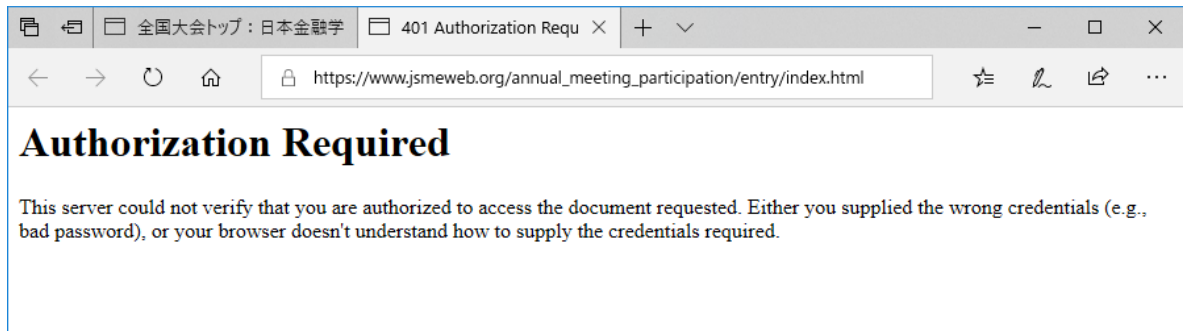 全国大会トップ：日本金融学
401 Authorization Requ
https://www.jsmeweb.org/annual_meeting_participation/entry/index.html
Authorization Required
This server could not verify that you are authorized to access the document requested. Either you supplied the wrong credentials (e.g.,
bad password), or your browser doesn't understand how to supply the credentials required.